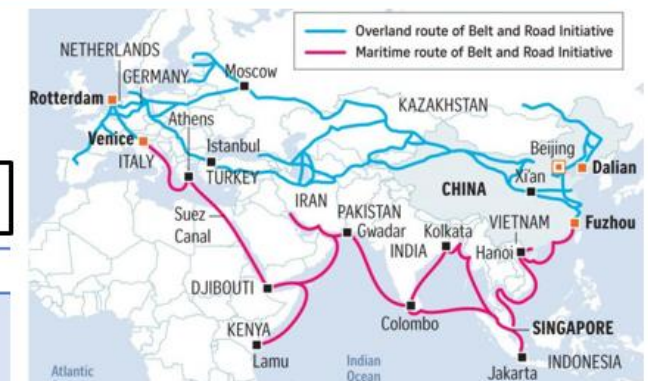 Overland route of Belt and Road Initiative
Maritime route of Belt and Road Initiative
NETHERLANDS
GERMANY
Moscow
Rotterdam
KAZAKHSTAN
Athens
Venice
Istanbul
Beijing
ITALY
TURKEY
Xi'an
Dalian
CHINA
IRAN
PAKISTAN
Suez
Canal
Gwadar
Kolkata
VIETNAM
Fuzhou
INDIA
Hanoi
DJIBOUTI
Colombo
SINGAPORE
KENYA
Lamu
Atlantic
Indian
Ocean
Jakarta
INDONESIA